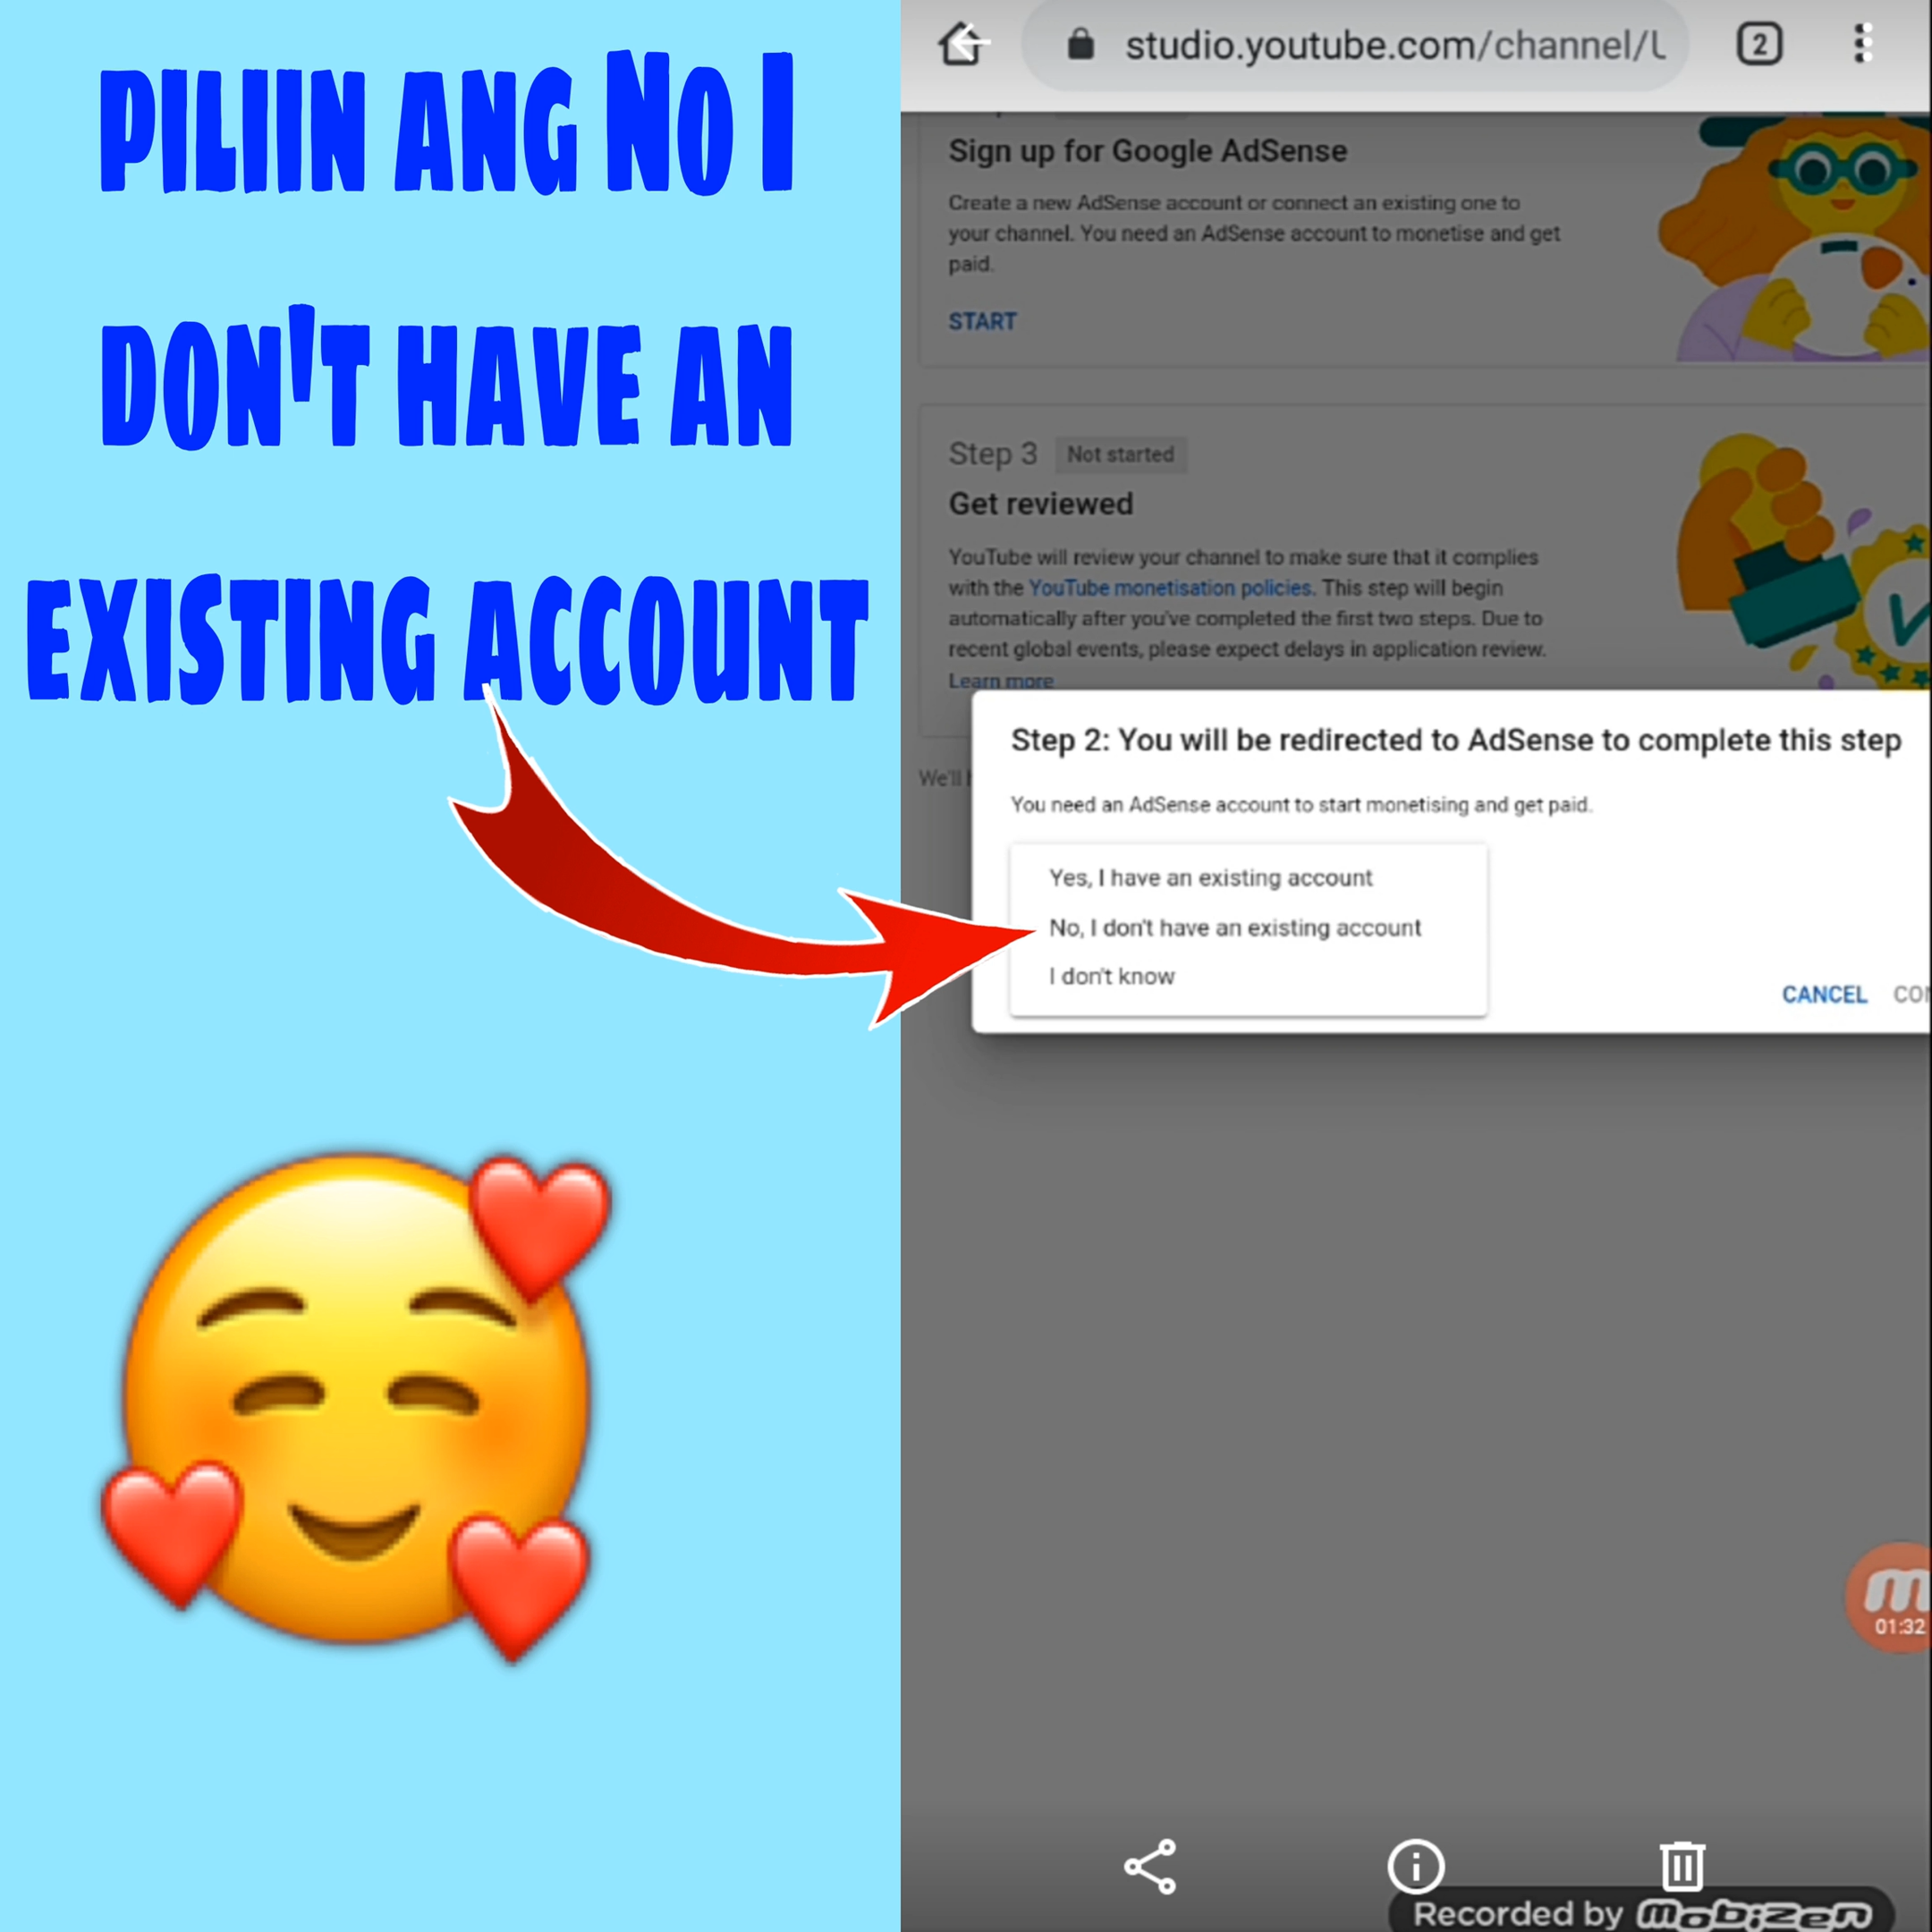 PILIIN ANG NO I
DON'T HAVE AN
EXISTING ACCOUNT
studio.youtube.com/channel/U
2
Sign up for Google AdSense
Create a new AdSense account or connect an existing one to
your channel. You need an AdSense account to monetise and get
paid.
START
Step 3 Not started
Get reviewed
YouTube will review your channel to make sure that it complies
with the YouTube monetisation policies. This step will begin
automatically after you've completed the first two steps. Due to
recent global events, please expect delays in application review.
Learn more
We'll
Step 2: You will be redirected to AdSense to complete this step
You need an AdSense account to start monetising and get paid.
Yes, I have an existing account
No, I don't have an existing account
I don't know
CANCEL
m
01:32
Recorded by mobizen